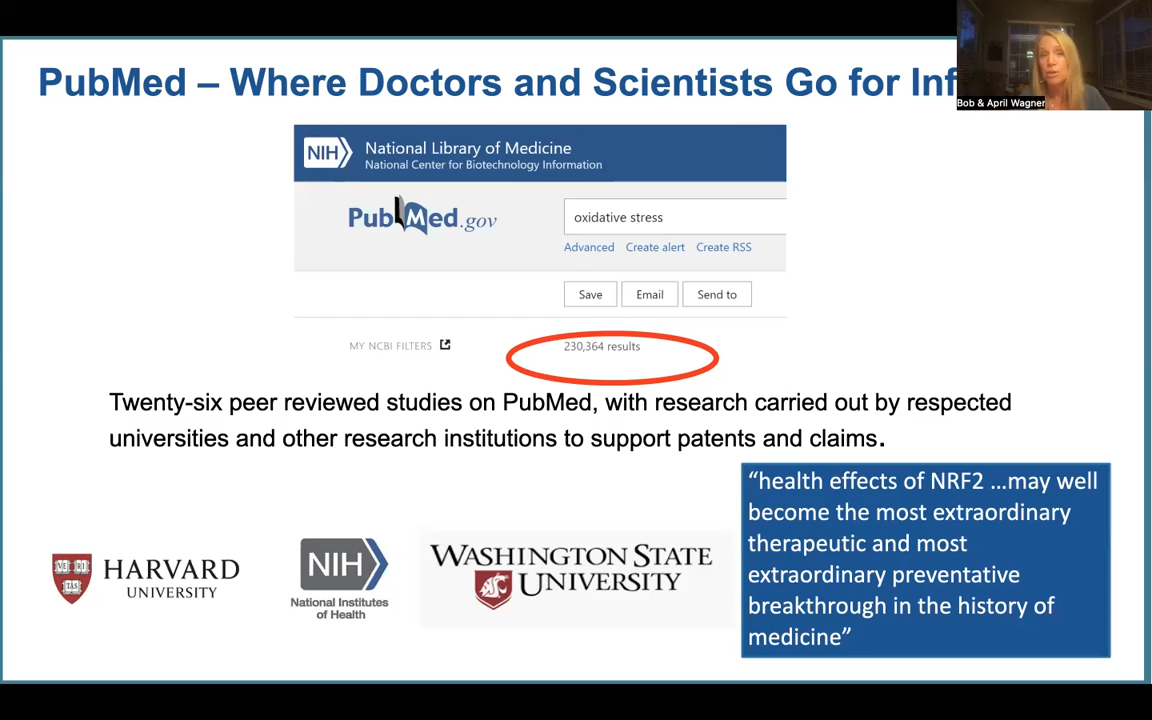 PubMed – Where Doctors and Scientists Go for Inf
Bob & April Wagner
NIH
National Library of Medicine
National Center for Biotechnology Information
PubMed.gov
oxidative stress
Advanced Create alert Create RSS
Save Email Send to
MY NCBI FILTERS
230,364 results
Twenty-six peer reviewed studies on PubMed, with research carried out by respected
universities and other research institutions to support patents and claims.
"health effects of NRF2 ...may well
become the most extraordinary
therapeutic and most
extraordinary preventative
breakthrough in the history of
medicine"
VE RI
TAS
HARVARD
UNIVERSITY
NIH
National Institutes
of Health
WASHINGTON STATE
UNIVERSITY